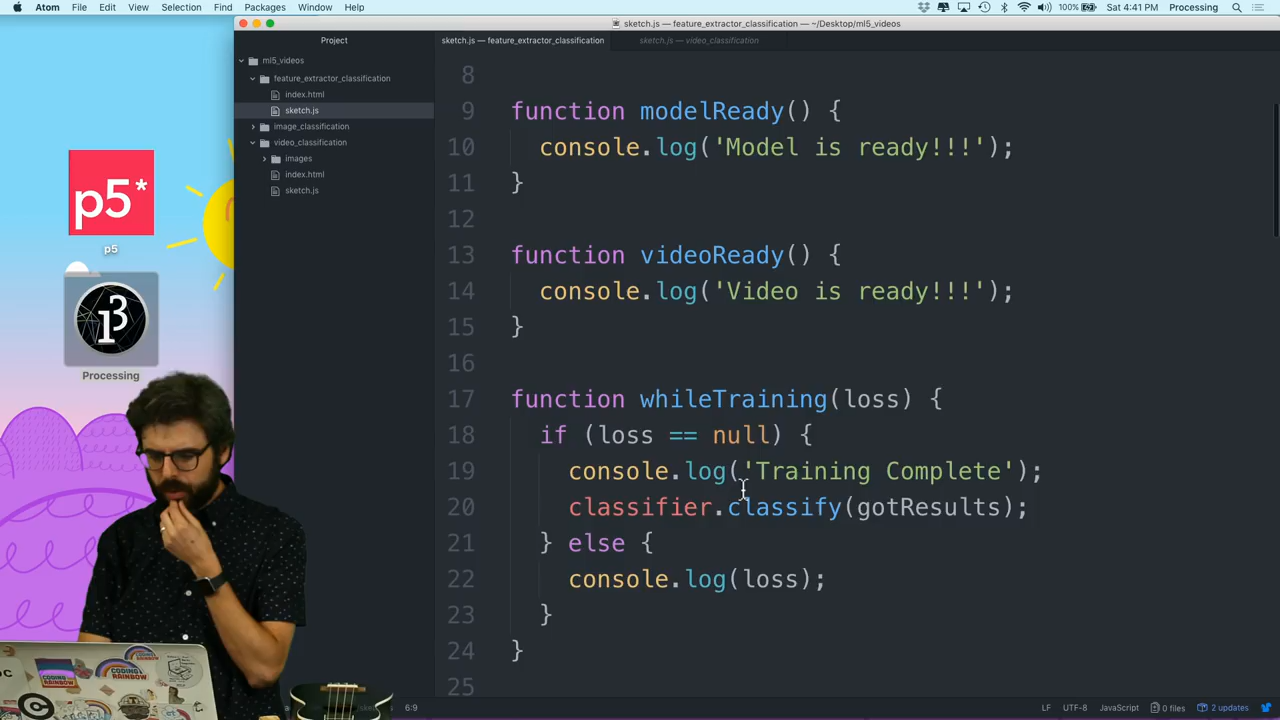 Atom File Edit View Selection Find Packages Window Help
100% Sat 4:41 PM Processing
sketch.js — feature_extractor_classification — ~/Desktop/ml5_videos
Project
sketch.js — feature_extractor_classification
sketch.js — video_classification
ml5_videos
feature_extractor_classification
index.html
sketch.js
image_classification
video_classification
images
index.html
sketch.js
p5*
p5
Processing
8
9 function modelReady() {
10 console.log('Model is ready!!!');
11 }
12
13 function videoReady() {
14 console.log('Video is ready!!!');
15 }
16
17 function whileTraining(loss) {
18 if (loss == null) {
19 console.log('Training Complete');
20 classifier.classify(gotResults);
21 } else {
22 console.log(loss);
23 }
24 }
25
6:9
LF UTF-8 JavaScript 0 files 2 updates
CODING
RAINBOW
CODING
RAINBOW